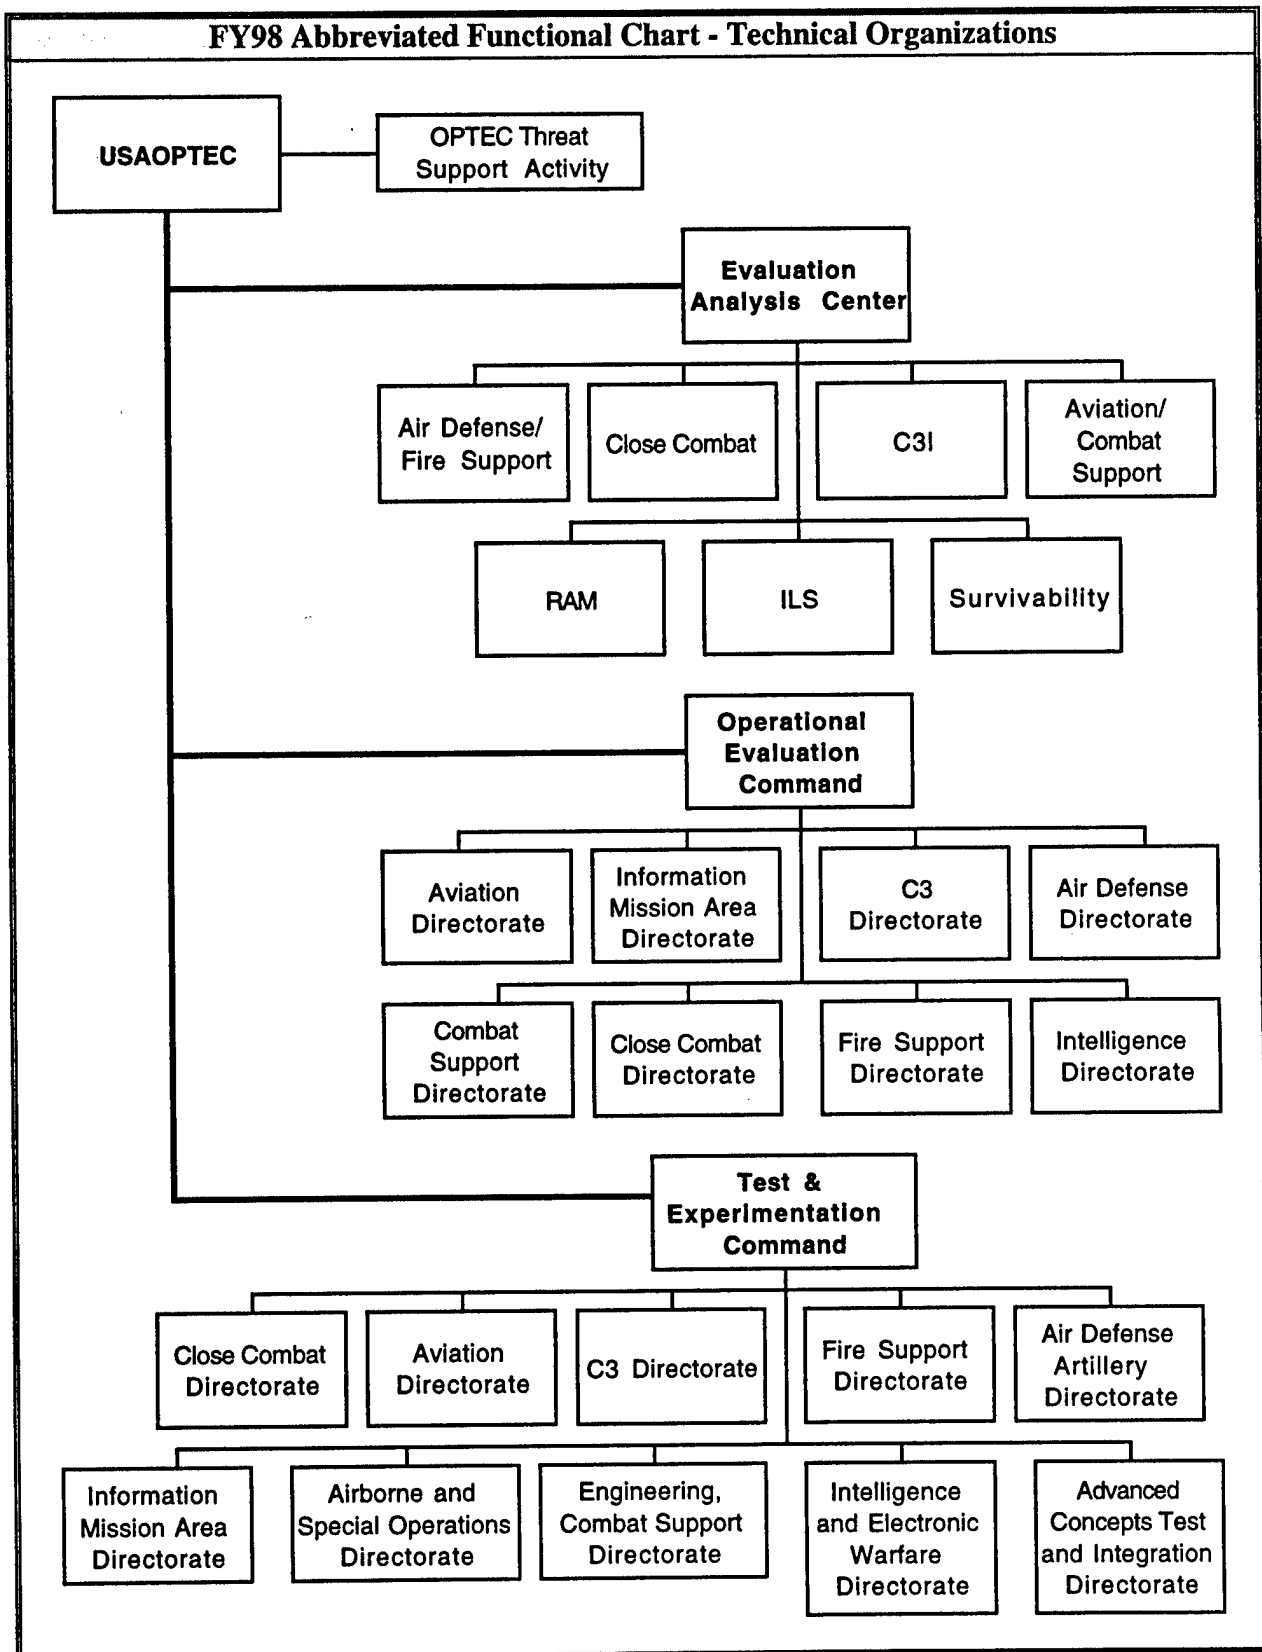 FY98 Abbreviated Functional Chart - Technical Organizations
USAOPTEC
OPTEC Threat
Support Activity
Evaluation
Analysis Center
Air Defense/
Fire Support
Close Combat
C3I
Aviation/
Combat
Support
RAM
ILS
Survivability
Operational
Evaluation
Command
Aviation
Directorate
Information
Mission Area
Directorate
C3
Directorate
Air Defense
Directorate
Combat
Support
Directorate
Close Combat
Directorate
Fire Support
Directorate
Intelligence
Directorate
Test &
Experimentation
Command
Close Combat
Directorate
Aviation
Directorate
C3 Directorate
Fire Support
Directorate
Air Defense
Artillery
Directorate
Information
Mission Area
Directorate
Airborne and
Special Operations
Directorate
Engineering,
Combat Support
Directorate
Intelligence
and Electronic
Warfare
Directorate
Advanced
Concepts Test
and Integration
Directorate